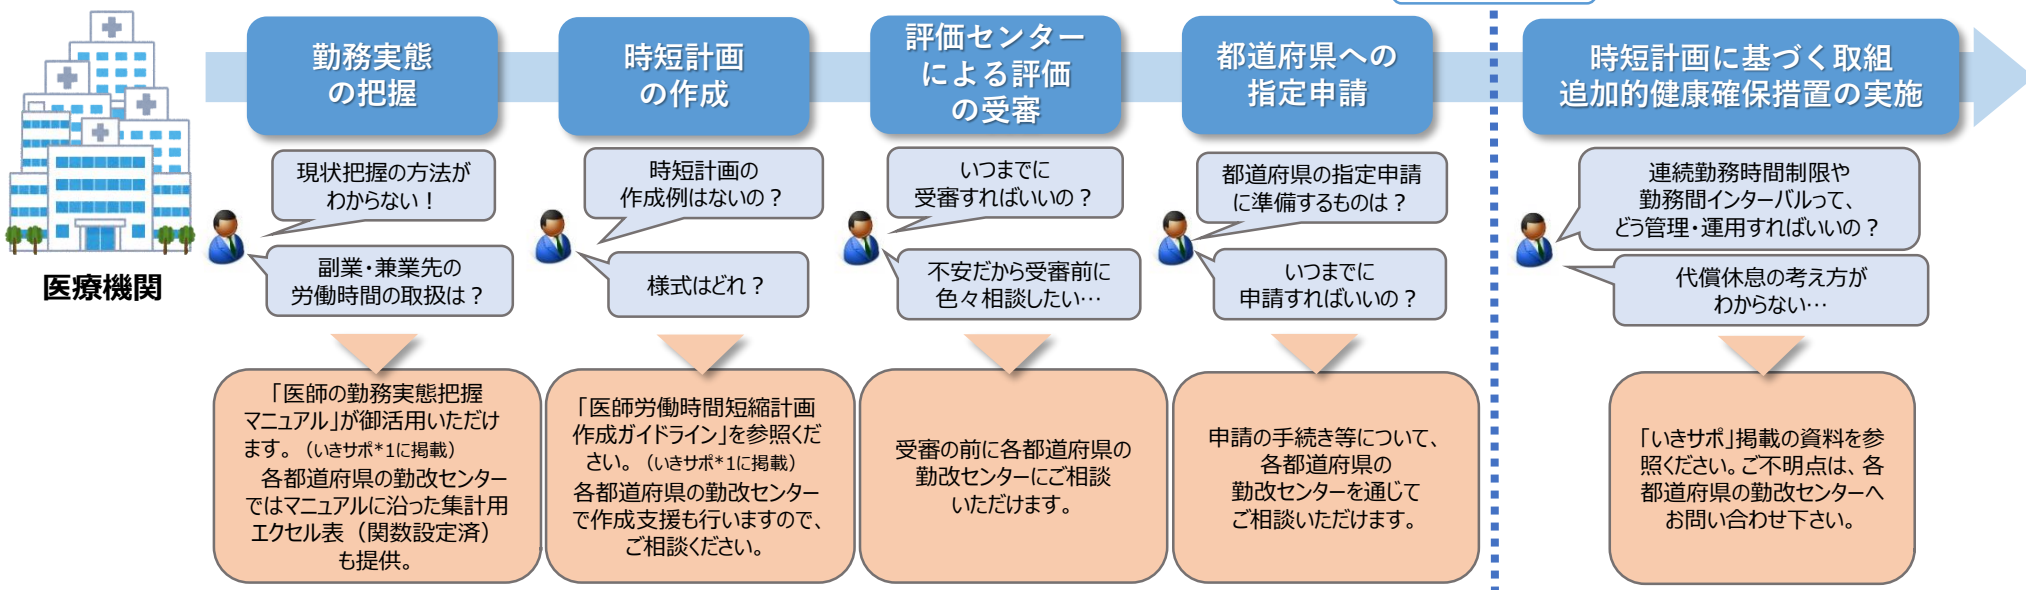 医療機関
勤務実態
の把握
現状把握の方法が
わからない！
副業・兼業先の
労働時間の取扱は？
「医師の勤務実態把握
マニュアル」が御活用いただけ
ます。（いきサポ*1に掲載）
各都道府県の勤改センター
ではマニュアルに沿った集計用
エクセル表（関数設定済）
も提供。
時短計画
の作成
時短計画の
作成例はないの？
様式はどれ？
「医師労働時間短縮計画
作成ガイドライン」を参照くだ
さい。（いきサポ*1に掲載）
各都道府県の勤改センター
で作成支援も行いますので、
ご相談ください。
評価センター
による評価
の受審
いつまでに
受審すればいいの？
不安だから受審前に
色々相談したい…
受審の前に各都道府県の
勤改センターにご相談
いただけます。
都道府県への
指定申請
都道府県の指定申請
に準備するものは？
いつまでに
申請すればいいの？
申請の手続き等について、
各都道府県の
勤改センターを通じて
ご相談いただけます。
時短計画に基づく取組
追加的健康確保措置の実施
連続勤務時間制限や
勤務間インターバルって、
どう管理・運用すればいいの？
代償休息の考え方が
わからない…
「いきサポ」掲載の資料を参
照ください。ご不明点は、各
都道府県の勤改センターへ
お問い合わせ下さい。